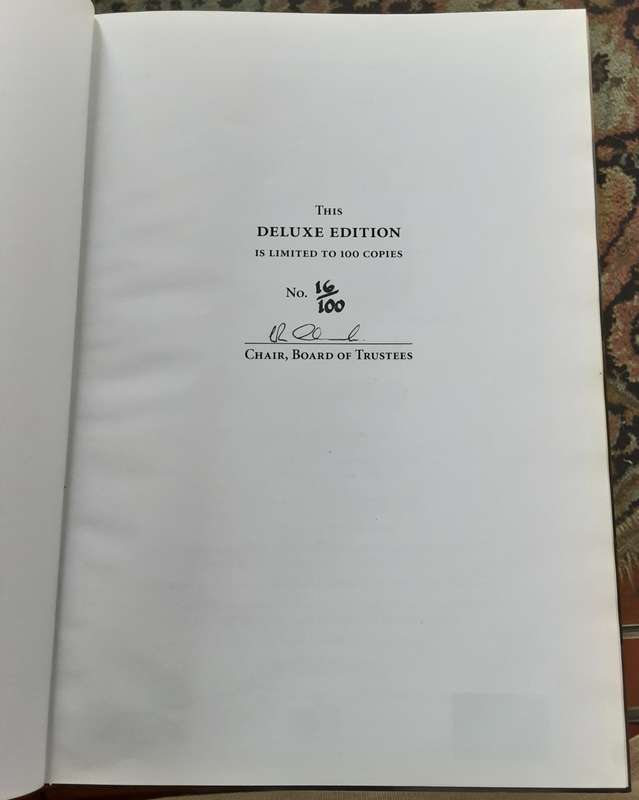 This
DELUXE EDITION
IS LIMITED TO 100 COPIES
No. 16/100
Chair, Board of Trustees